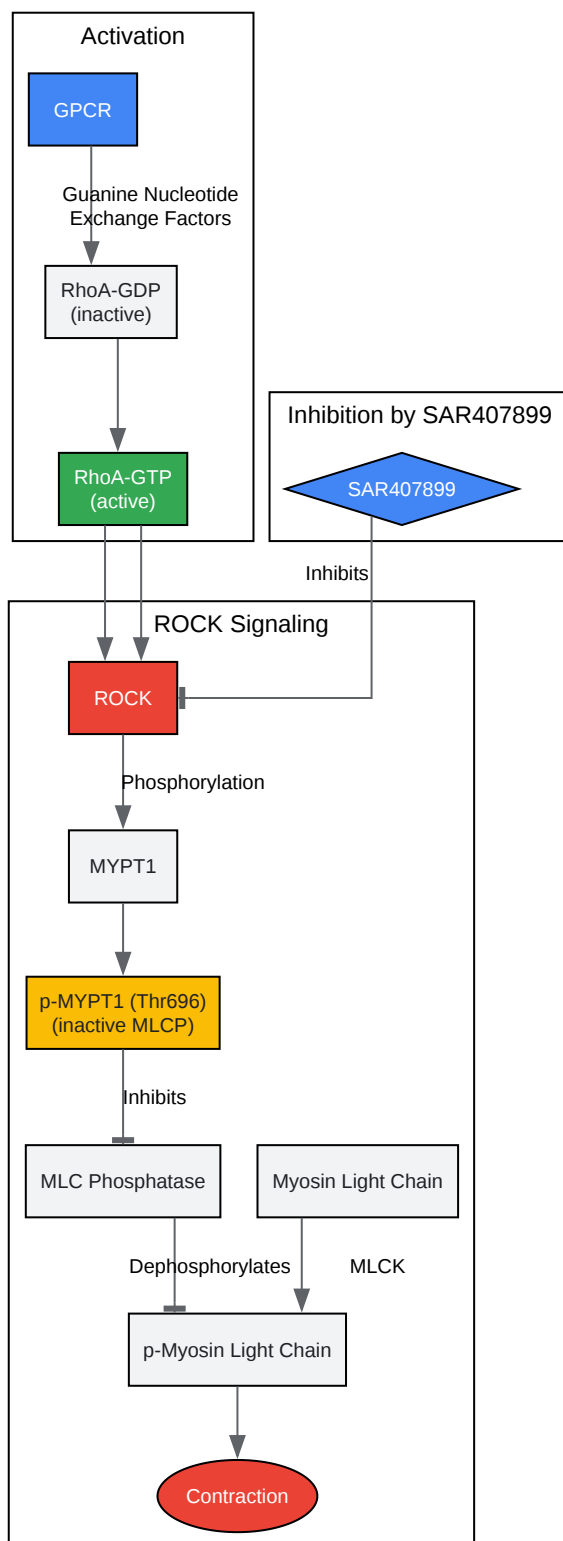 Activation
GPCR
Guanine Nucleotide
Exchange Factors
RhoA-GDP
(inactive)
RhoA-GTP
(active)
Inhibition by SAR407899
SAR407899
Inhibits
ROCK Signaling
ROCK
Phosphorylation
MYPT1
p-MYPT1 (Thr696)
(inactive MLCP)
Inhibits
MLC Phosphatase
Myosin Light Chain
Dephosphorylates
MLCK
p-Myosin Light Chain
Contraction